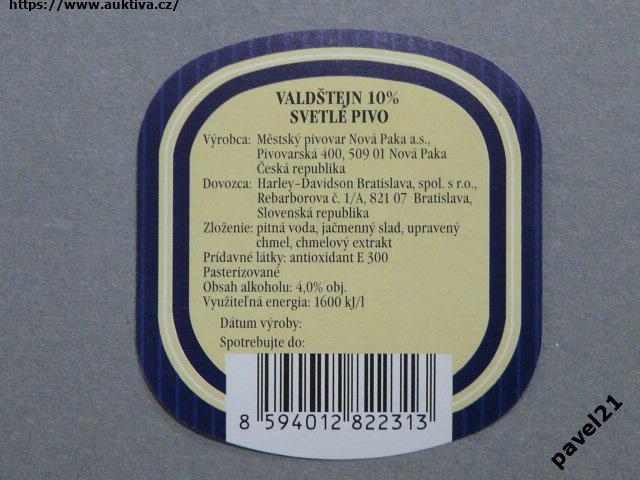 https://www.auktiva.cz/
VALDŠTEJN 10%
SVETLÉ PIVO
Výrobca: Městský pivovar Nová Paka a.s.,
Pivovarská 400, 509 01 Nová Paka
Česká republika
Dovozca: Harley-Davidson Bratislava, spol. s r.o.,
Rebarborova č. 1/A, 821 07 Bratislava,
Slovenská republika
Zloženie: pitná voda, jačmenný slad, upravený
chmel, chmelový extrakt
Prídavné látky: antioxidant E 300
Pasterizované
Obsah alkoholu: 4,0% obj.
Využiteľná energia: 1600 kJ/l
Dátum výroby:
Spotrebujte do:
8 594012 822313
pavel21